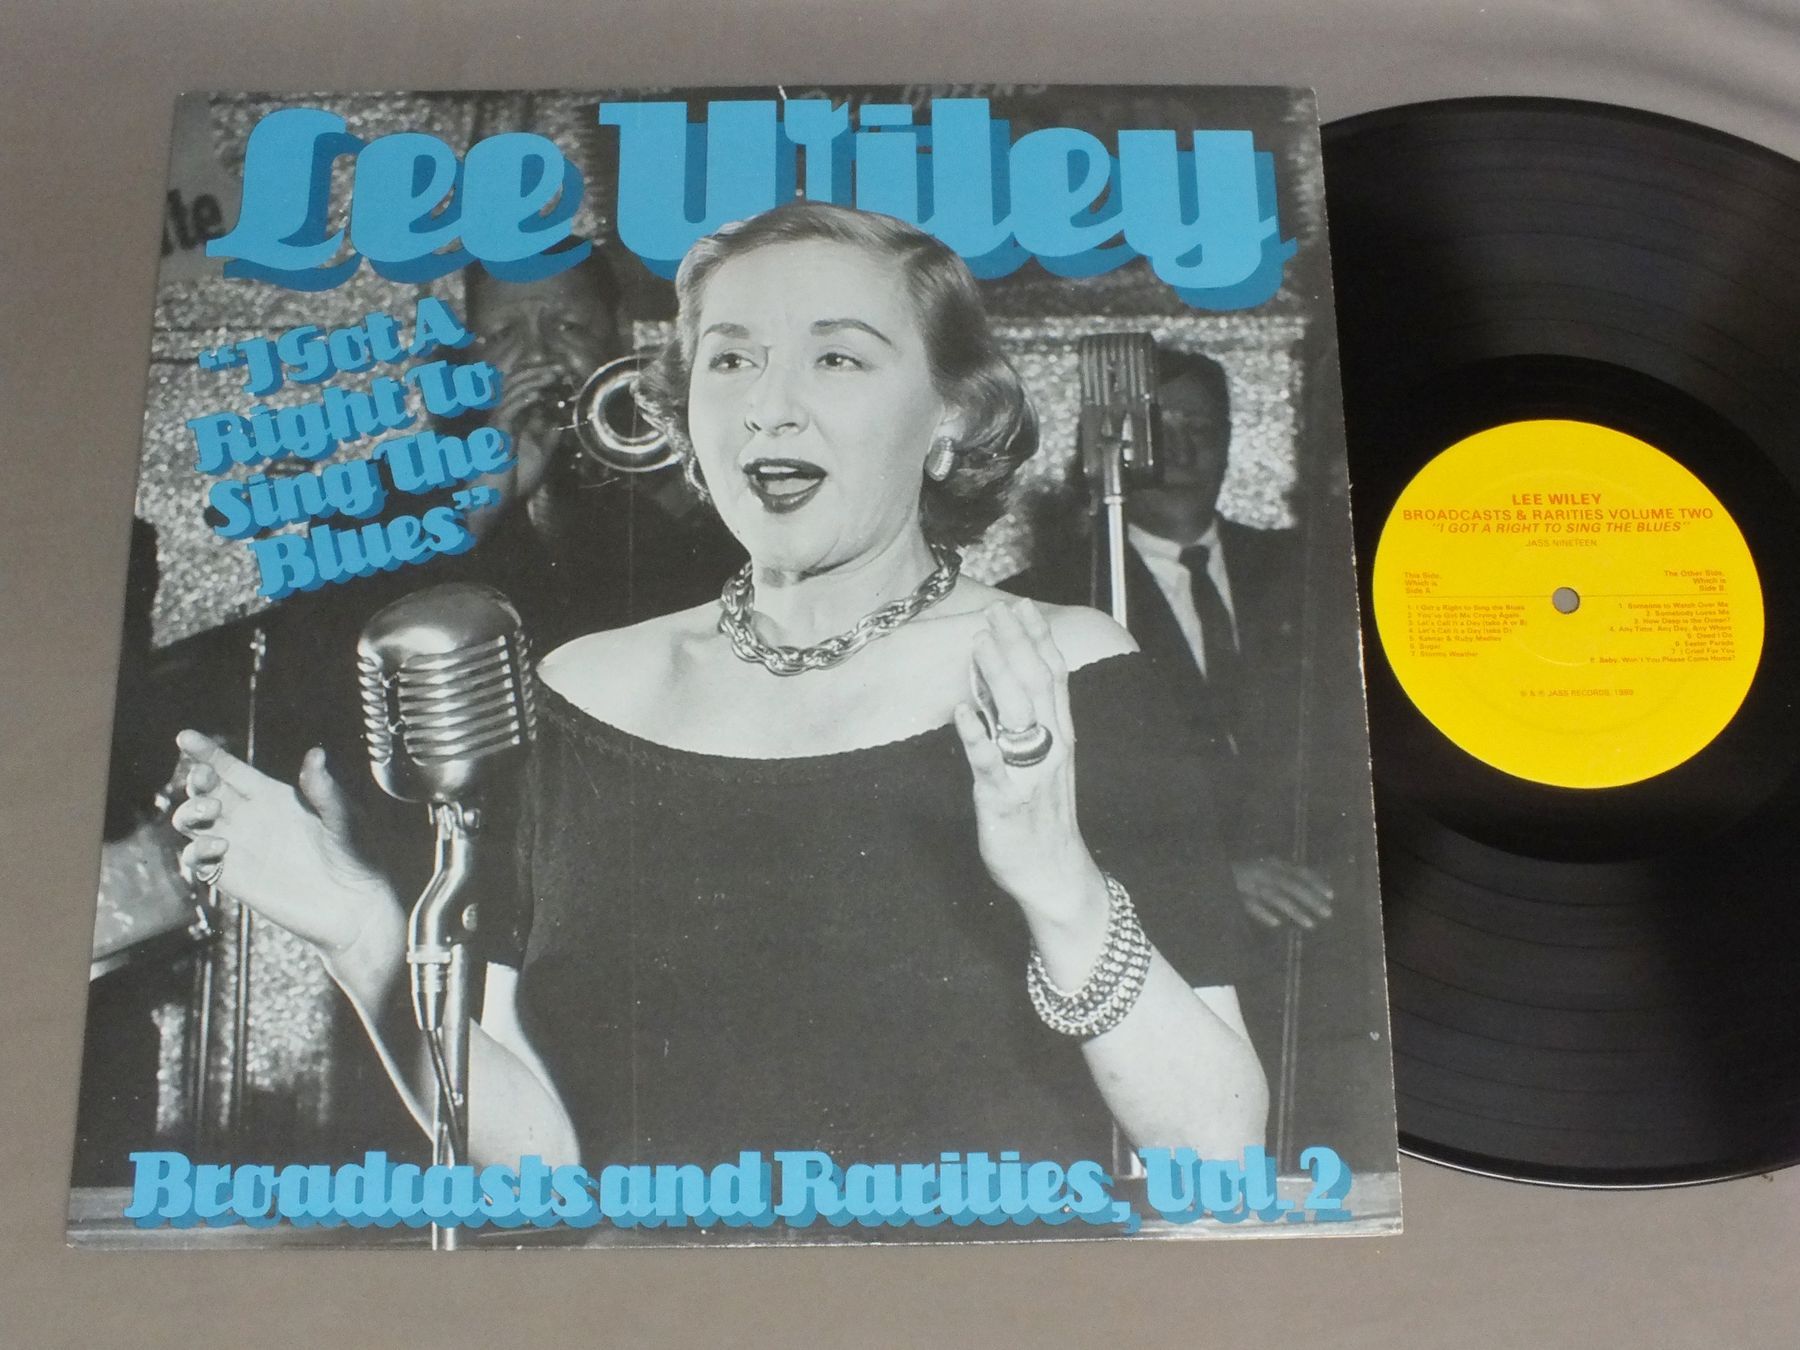 Lee Wiley
"I Got A
Right To
Sing The
Blues"
Broadcasts and Rarities, Vol. 2
LEE WILEY
BROADCASTS & RARITIES VOLUME TWO
"I GOT A RIGHT TO SING THE BLUES"
JASS NINETEEN
This Side,
Which is
Side A
1. I Got a Right to Sing the Blues
2. You've Got Me Crying Again
3. Let's Call It a Day (take A or B)
4. Let's Call It a Day (take D)
5. Kalmar & Ruby Medley
6. Sugar
7. Stormy Weather
The Other Side,
Which is
Side B
1. Someone to Watch Over Me
2. Somebody Loves Me
3. How Deep is the Ocean?
4. Any Time, Any Day, Any Where
5. Deed I Do
6. Easter Parade
7. I Cried For You
8. Baby, Won't You Please Come Home?
℗ & © JASS RECORDS, 1989